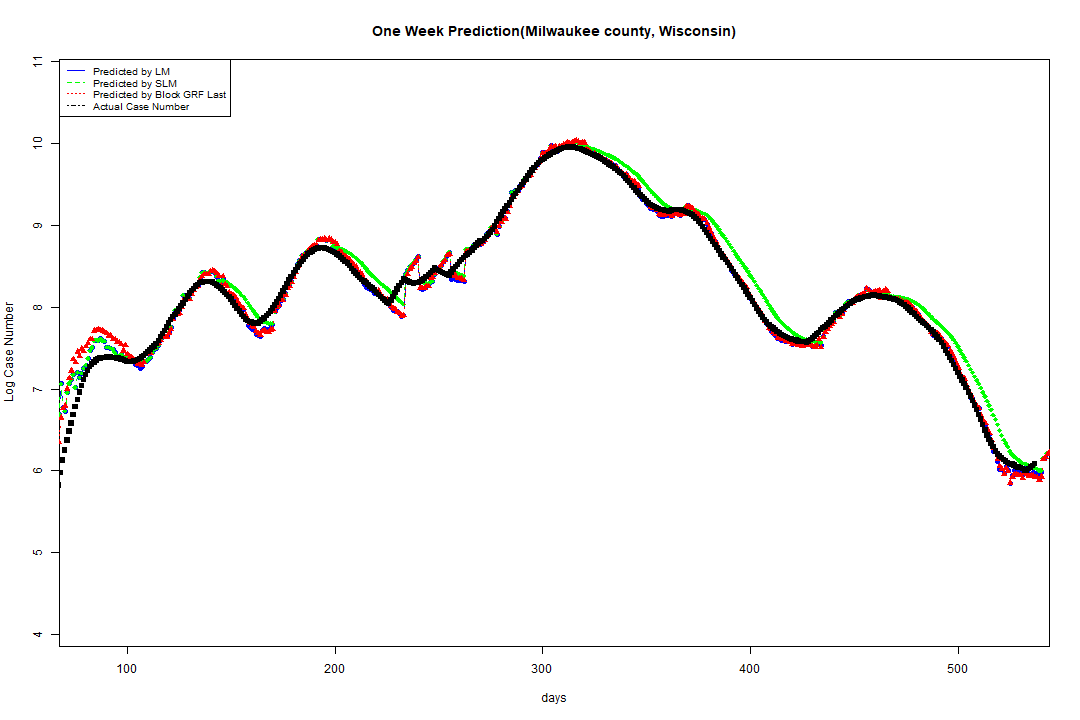 One Week Prediction(Milwaukee county, Wisconsin)
Predicted by LM
Predicted by SLM
Predicted by Block GRF Last
Actual Case Number
11
10
9
8
7
6
5
4
Log Case Number
100 200 300 400 500
days